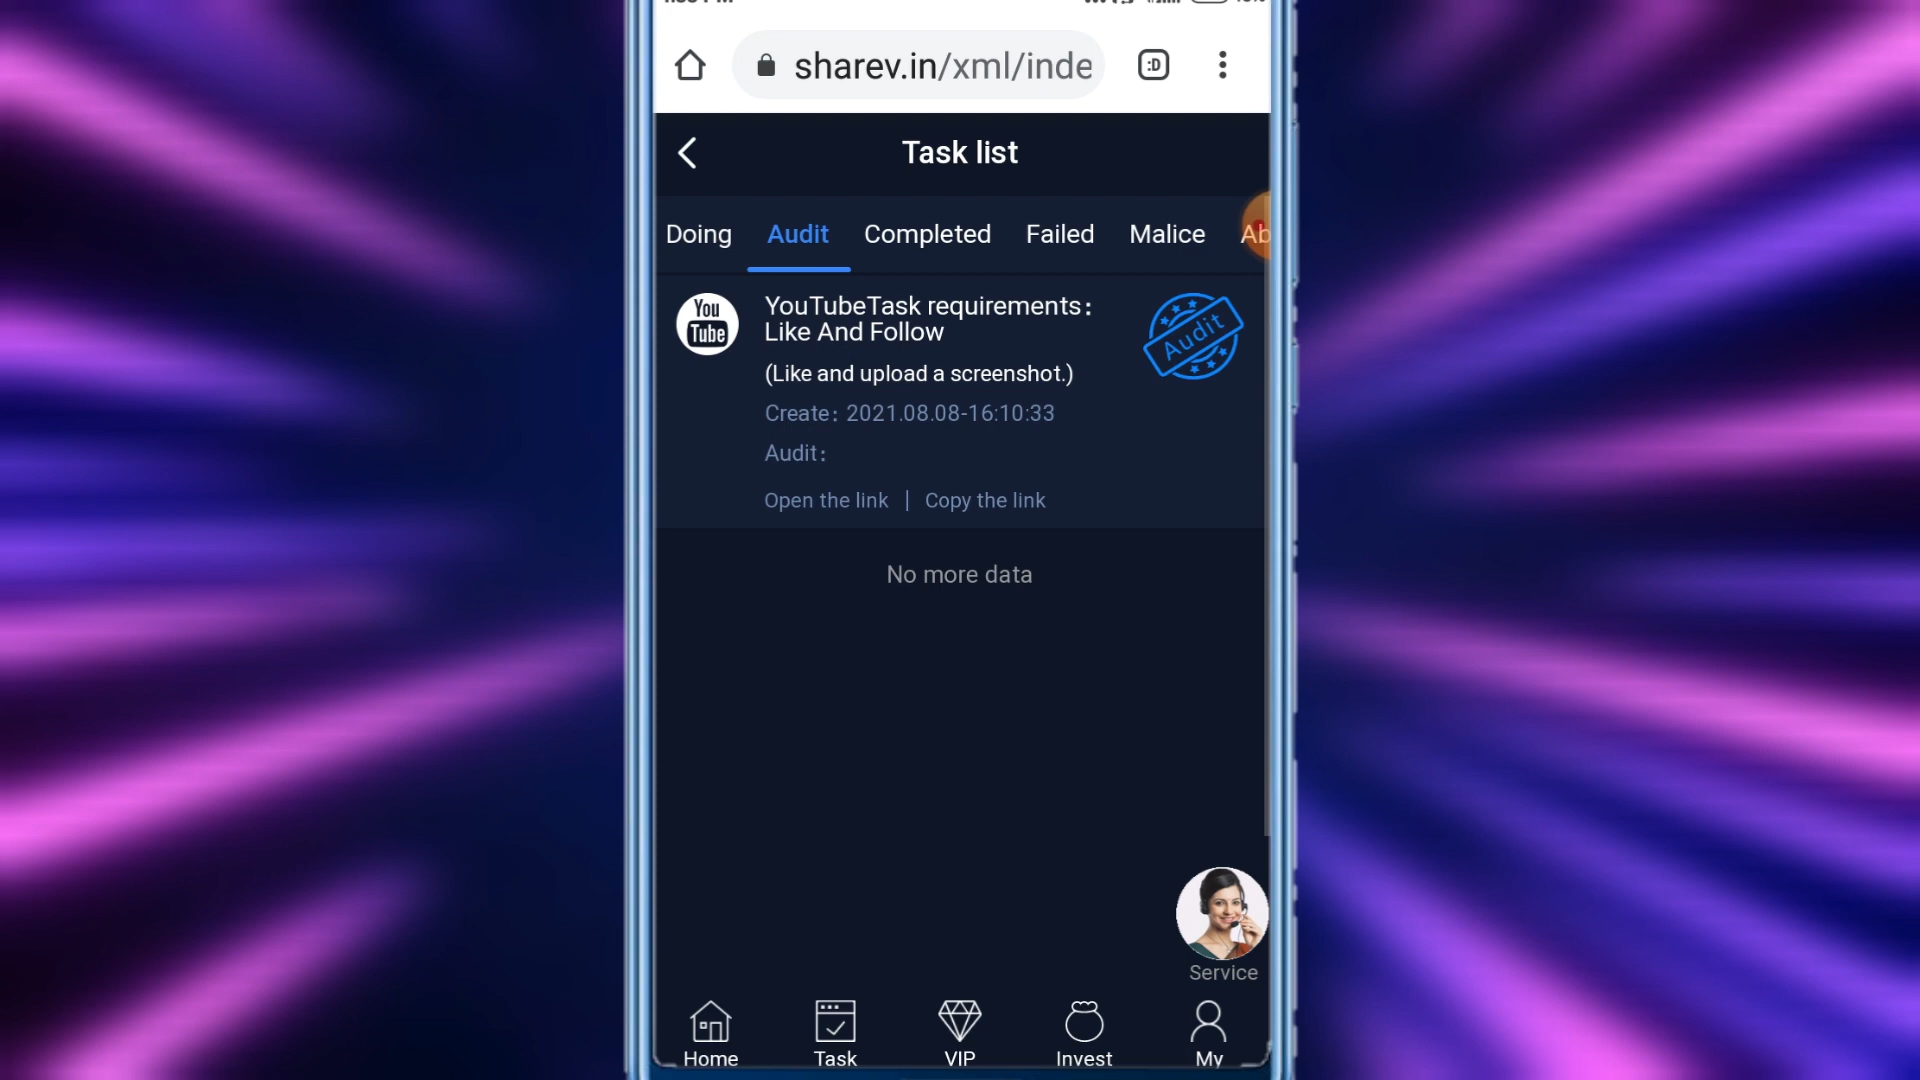 sharev.in/xml/inde
:D
Task list
Doing Audit Completed Failed Malice Ab
You
Tube
YouTubeTask requirements:
Like And Follow
Audit
(Like and upload a screenshot.)
Create: 2021.08.08-16:10:33
Audit:
Open the link | Copy the link
No more data
Service
Home Task VIP Invest My